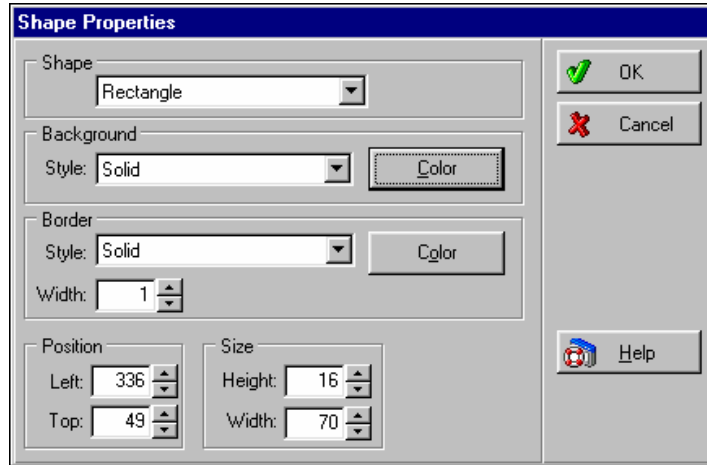 Shape Properties
Shape
Rectangle
OK
Cancel
Background
Style: Solid Color
Border
Style: Solid Color
Width: 1
Position
Left: 336
Top: 49
Size
Height: 16
Width: 70
Help